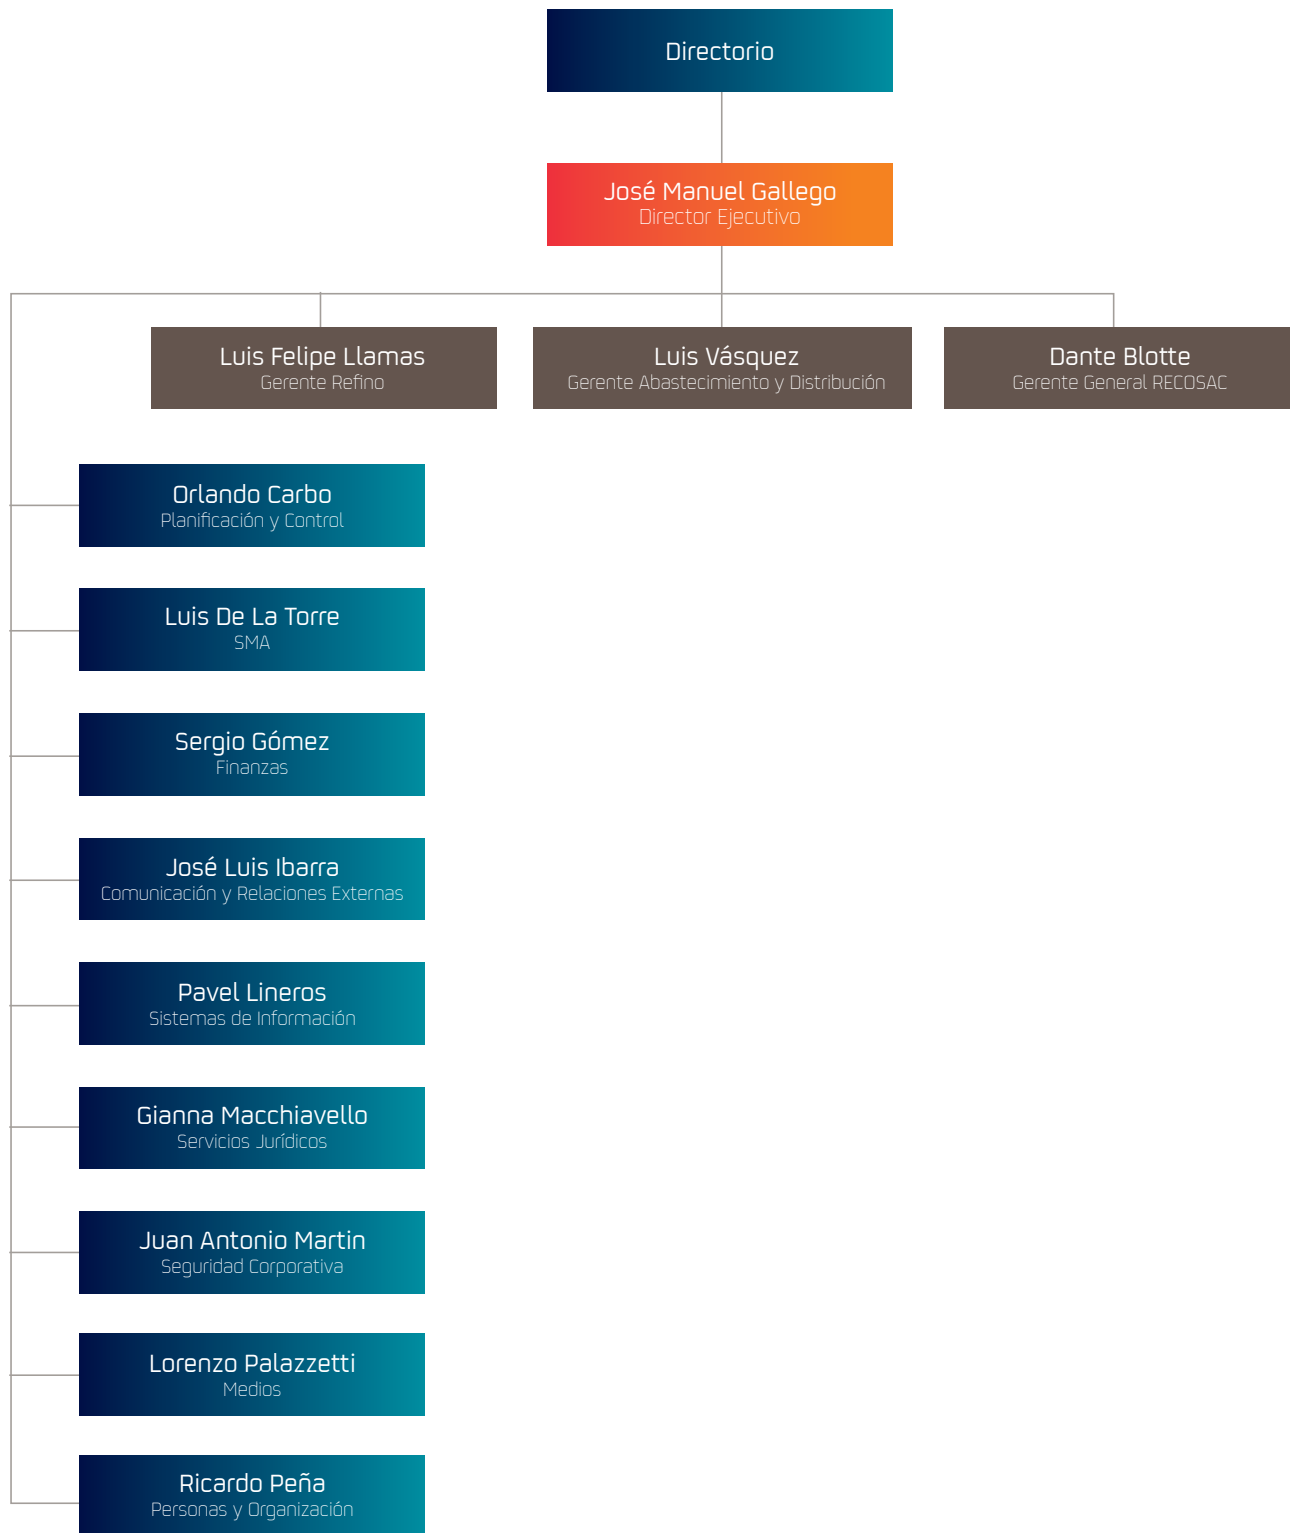 Directorio
José Manuel Gallego
Director Ejecutivo
Luis Felipe Llamas
Gerente Refino
Luis Vásquez
Gerente Abastecimiento y Distribución
Dante Blotte
Gerente General RECOSAC
Orlando Carbo
Planificación y Control
Luis De La Torre
SMA
Sergio Gómez
Finanzas
José Luis Ibarra
Comunicación y Relaciones Externas
Pavel Lineros
Sistemas de Información
Gianna Macchiavello
Servicios Jurídicos
Juan Antonio Martin
Seguridad Corporativa
Lorenzo Palazzetti
Medios
Ricardo Peña
Personas y Organización